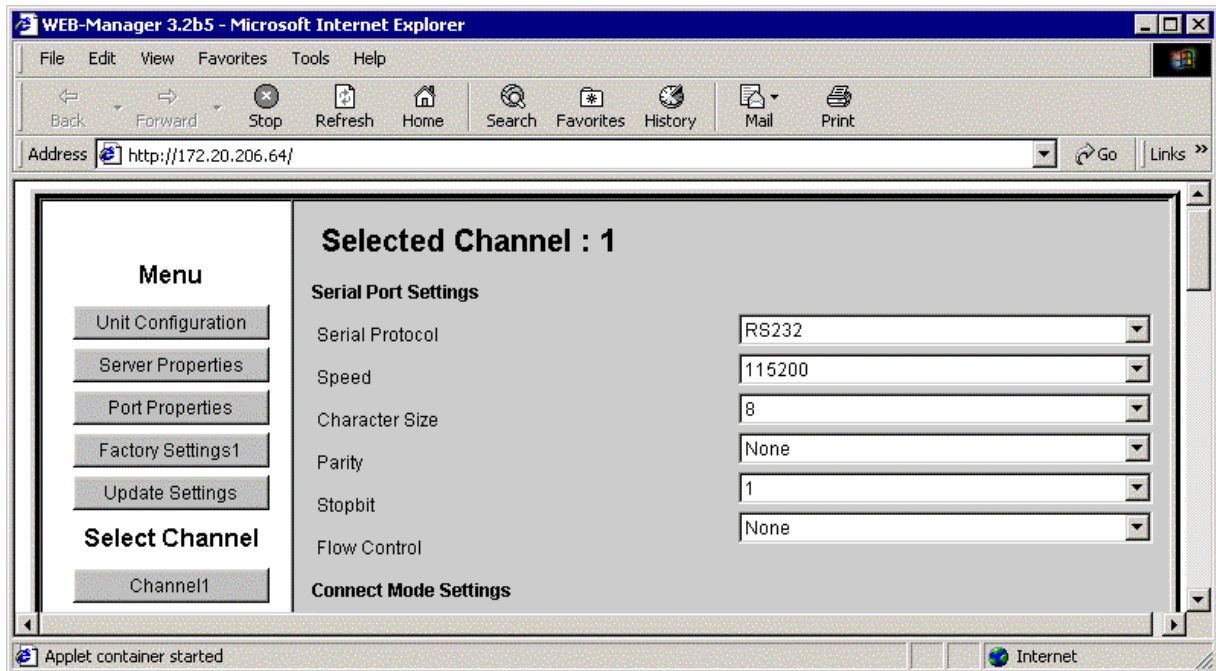 WEB-Manager 3.2b5 - Microsoft Internet Explorer
File Edit View Favorites Tools Help
Back Forward Stop Refresh Home Search Favorites History Mail Print
Address http://172.20.206.64/ Go Links »
Menu
Unit Configuration
Server Properties
Port Properties
Factory Settings1
Update Settings
Select Channel
Channel1
Selected Channel : 1
Serial Port Settings
Serial Protocol RS232
Speed 115200
Character Size 8
Parity None
Stopbit 1
Flow Control None
Connect Mode Settings
Applet container started Internet